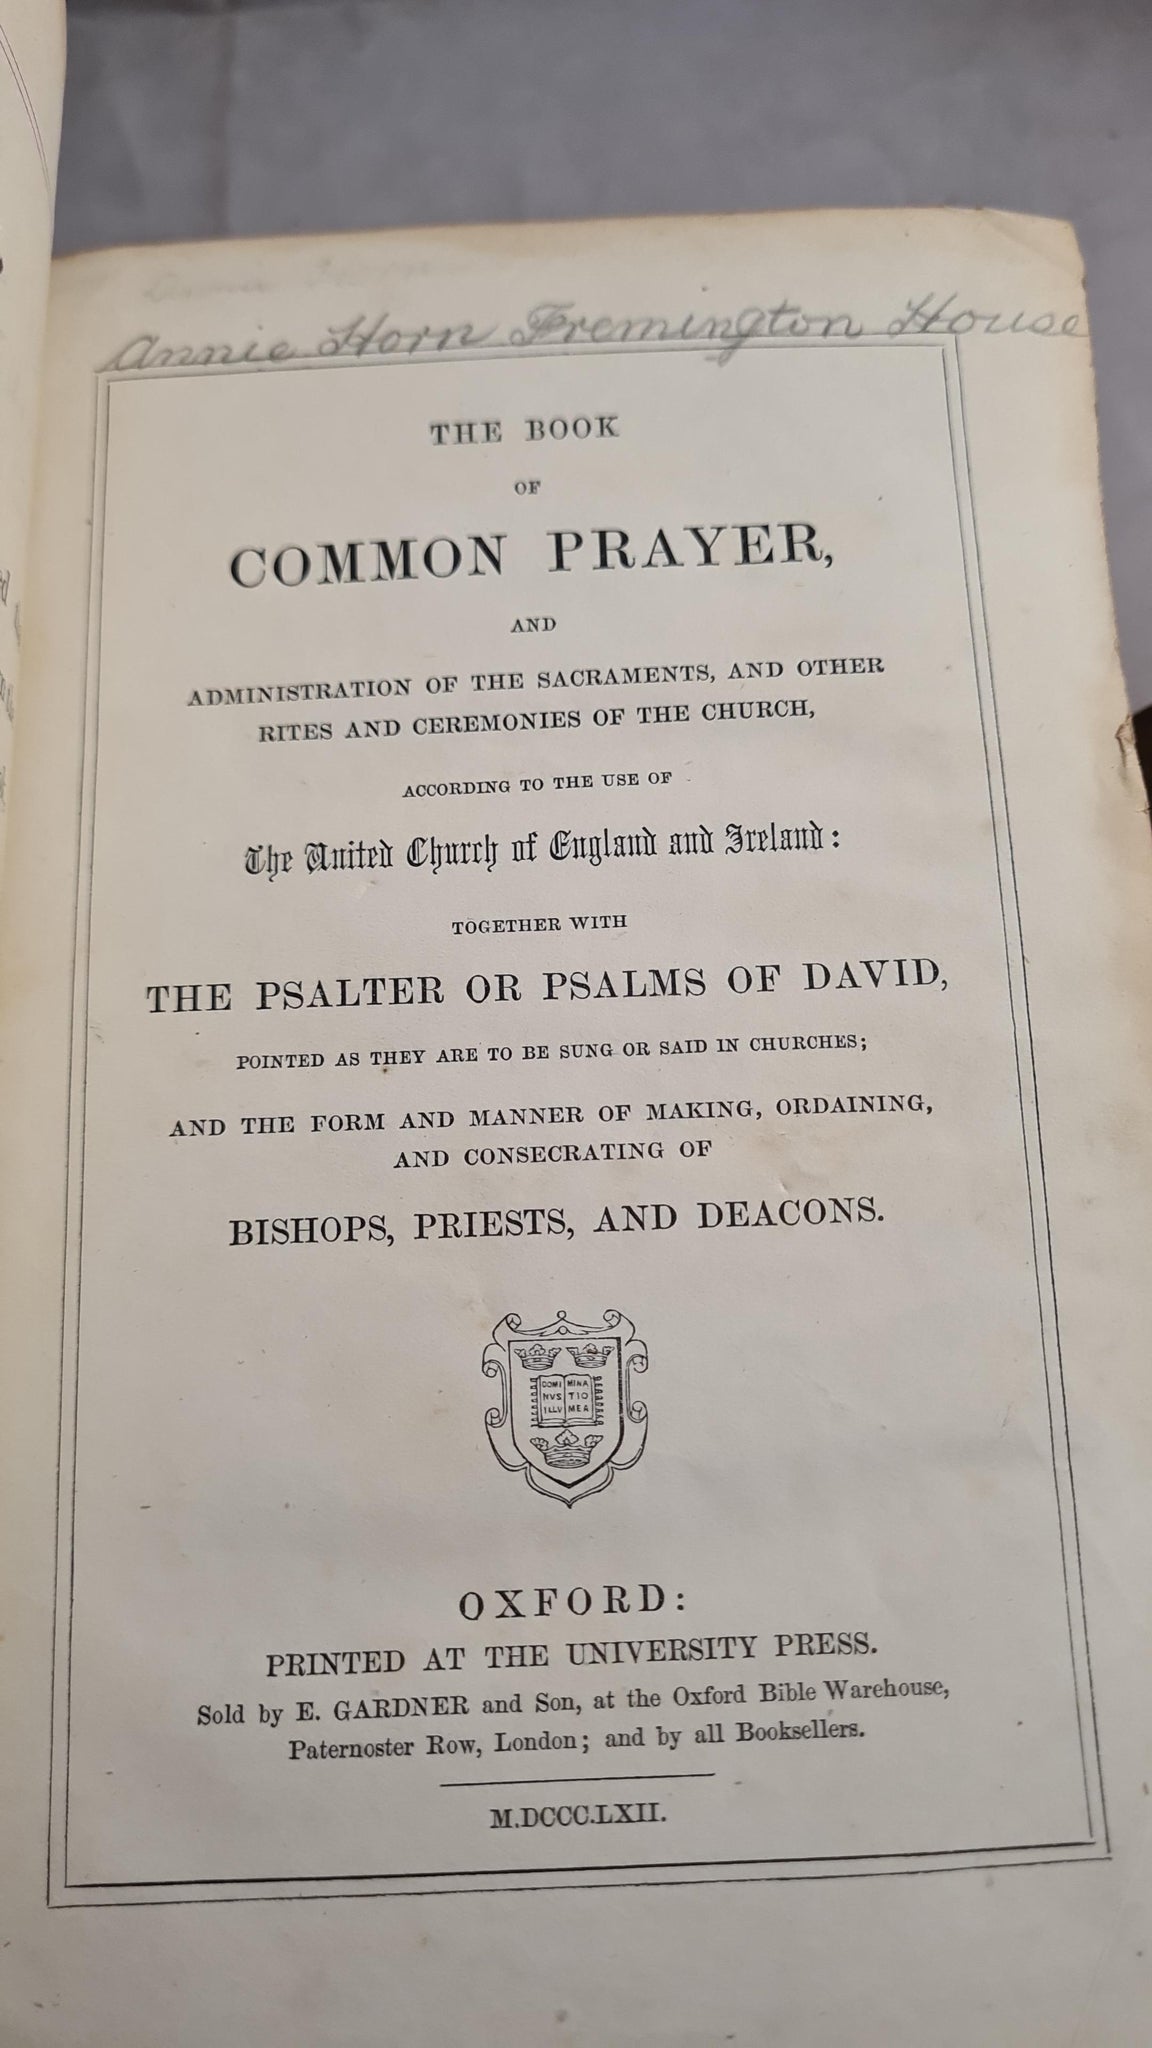 Annie Horn Fremington House
THE BOOK
OF
COMMON PRAYER,
AND
ADMINISTRATION OF THE SACRAMENTS, AND OTHER
RITES AND CEREMONIES OF THE CHURCH,
ACCORDING TO THE USE OF
The United Church of England and Ireland:
TOGETHER WITH
THE PSALTER OR PSALMS OF DAVID,
POINTED AS THEY ARE TO BE SUNG OR SAID IN CHURCHES;
AND THE FORM AND MANNER OF MAKING, ORDAINING,
AND CONSECRATING OF
BISHOPS, PRIESTS, AND DEACONS.
DOMI MINA
NVS TIO
ILLV MEA
OXFORD:
PRINTED AT THE UNIVERSITY PRESS.
Sold by E. GARDNER and Son, at the Oxford Bible Warehouse,
Paternoster Row, London; and by all Booksellers.
M.DCCC.LXII.